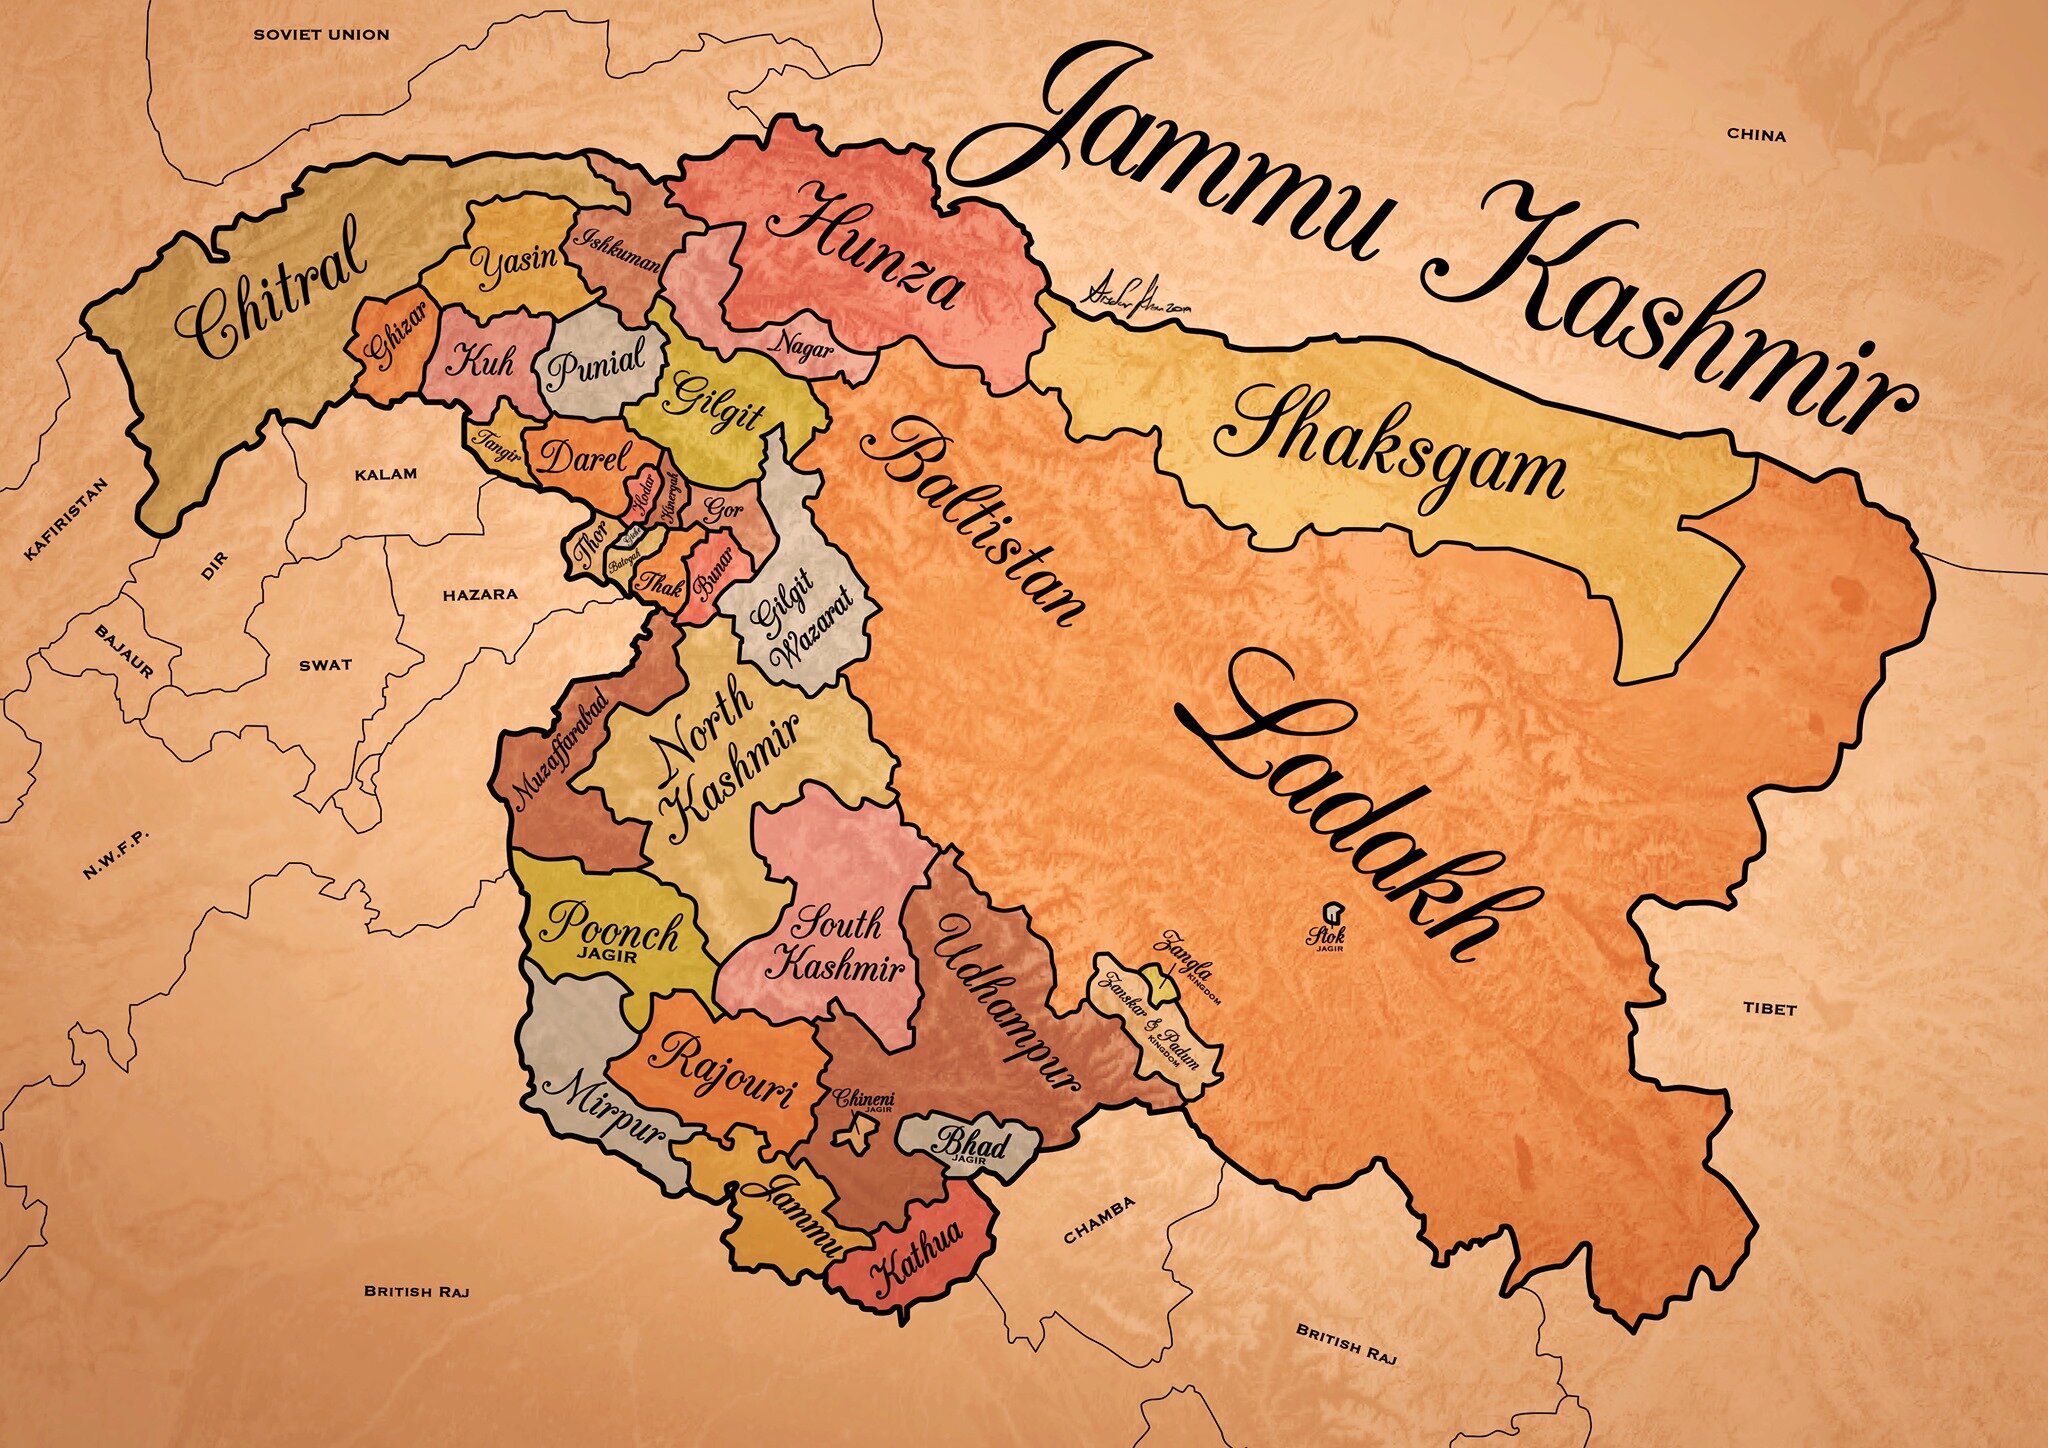 SOVIET UNION
CHINA
Jammu Kashmir
Hunza
Chitral
Yasin
Ishkuman
Ghizar
Kuh
Punial
Nagar
Gilgit
Shaksgam
Baltistan
Tangir
Darel
Hodar
Gor
KALAM
KAFIRISTAN
DIR
HAZARA
Thor
Thak
Bunar
Gilgit
Wazarat
BAJAUR
SWAT
Muzaffarabad
North
Kashmir
Ladakh
N.W.F.P.
Poonch
JAGIR
South
Kashmir
Udhampur
Stok
JAGIR
Zangla
KINGDOM
Zanskar & Padum
KINGDOM
TIBET
Rajouri
Mirpur
Chineni
JAGIR
Bhad
JAGIR
Jammu
Kathua
CHAMBA
BRITISH RAJ
BRITISH RAJ